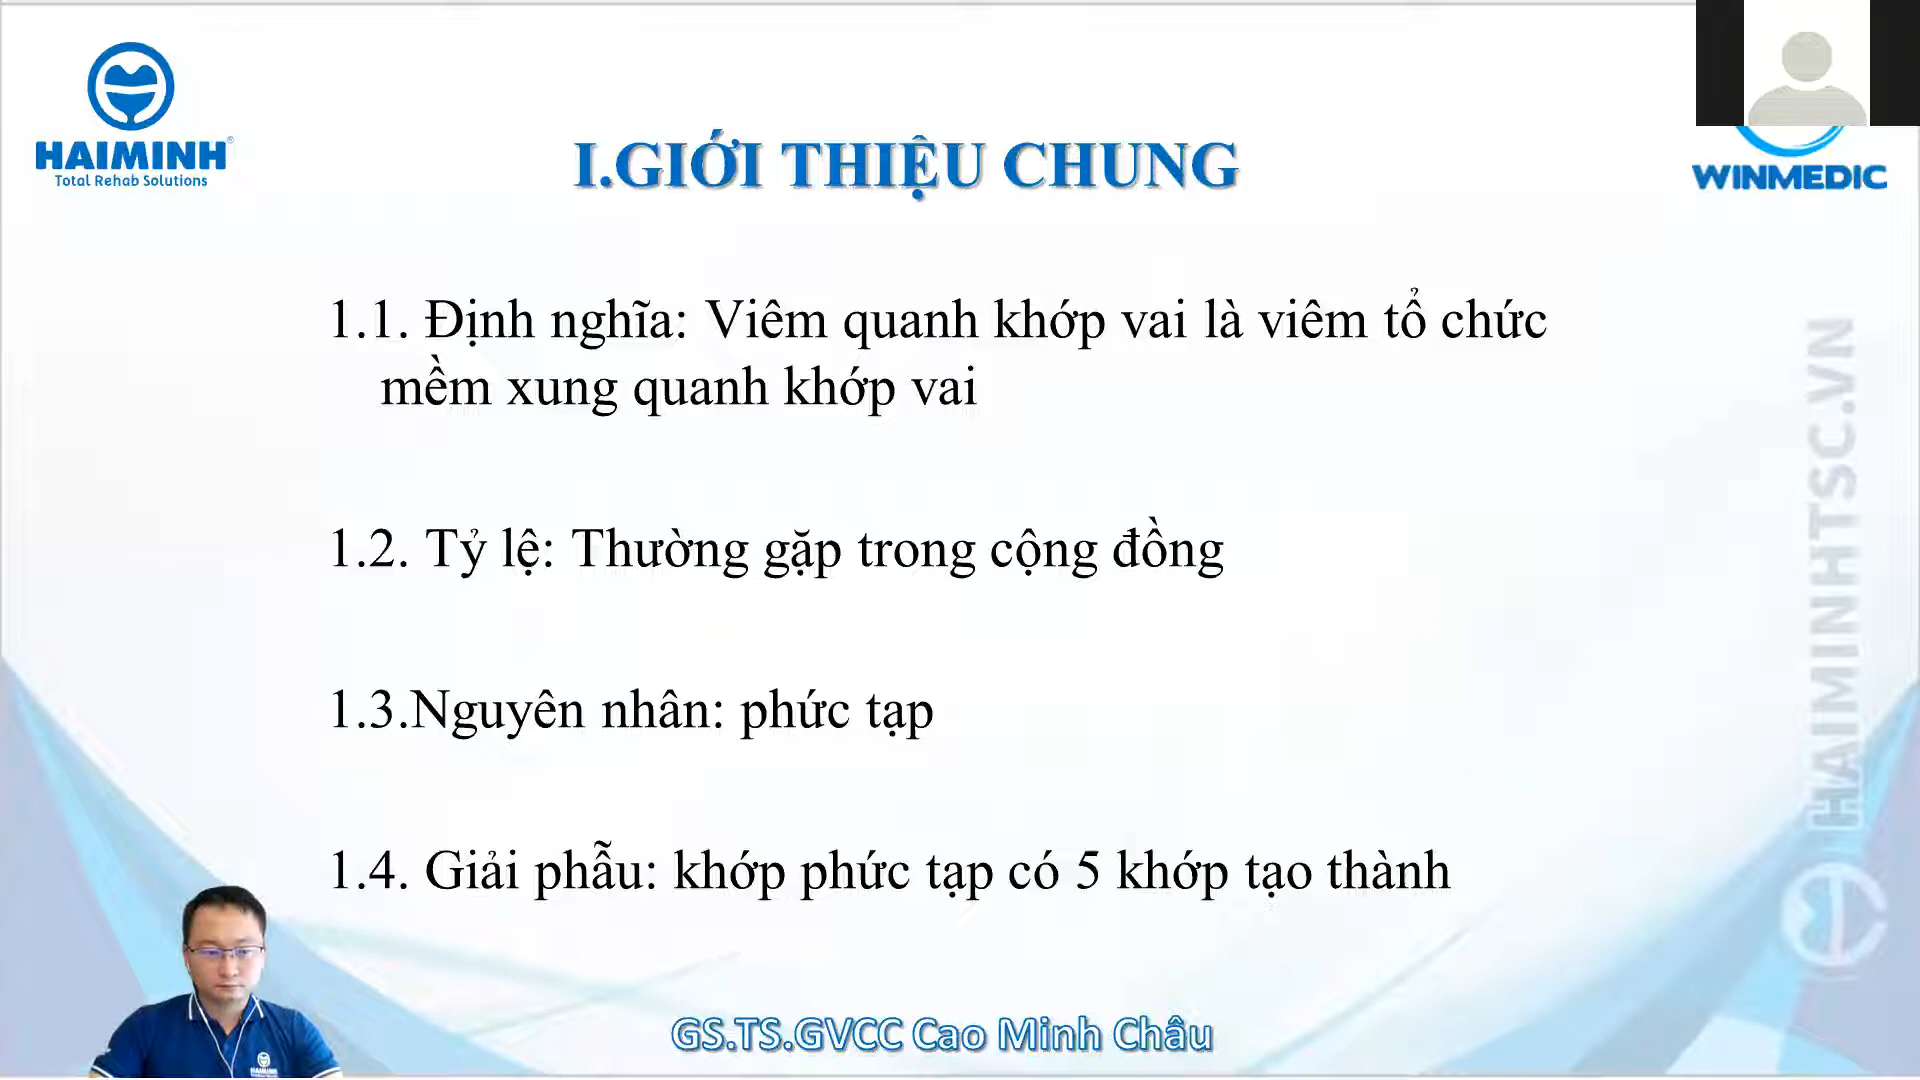 HAIMINH®
Total Rehab Solutions
WINMEDIC
I.GIỚI THIỆU CHUNG
1.1. Định nghĩa: Viêm quanh khớp vai là viêm tổ chức
mềm xung quanh khớp vai
1.2. Tỷ lệ: Thường gặp trong cộng đồng
1.3.Nguyên nhân: phức tạp
1.4. Giải phẫu: khớp phức tạp có 5 khớp tạo thành
HAIMINHTSC.VN
HAIMINH
GS.TS.GVCC Cao Minh Châu